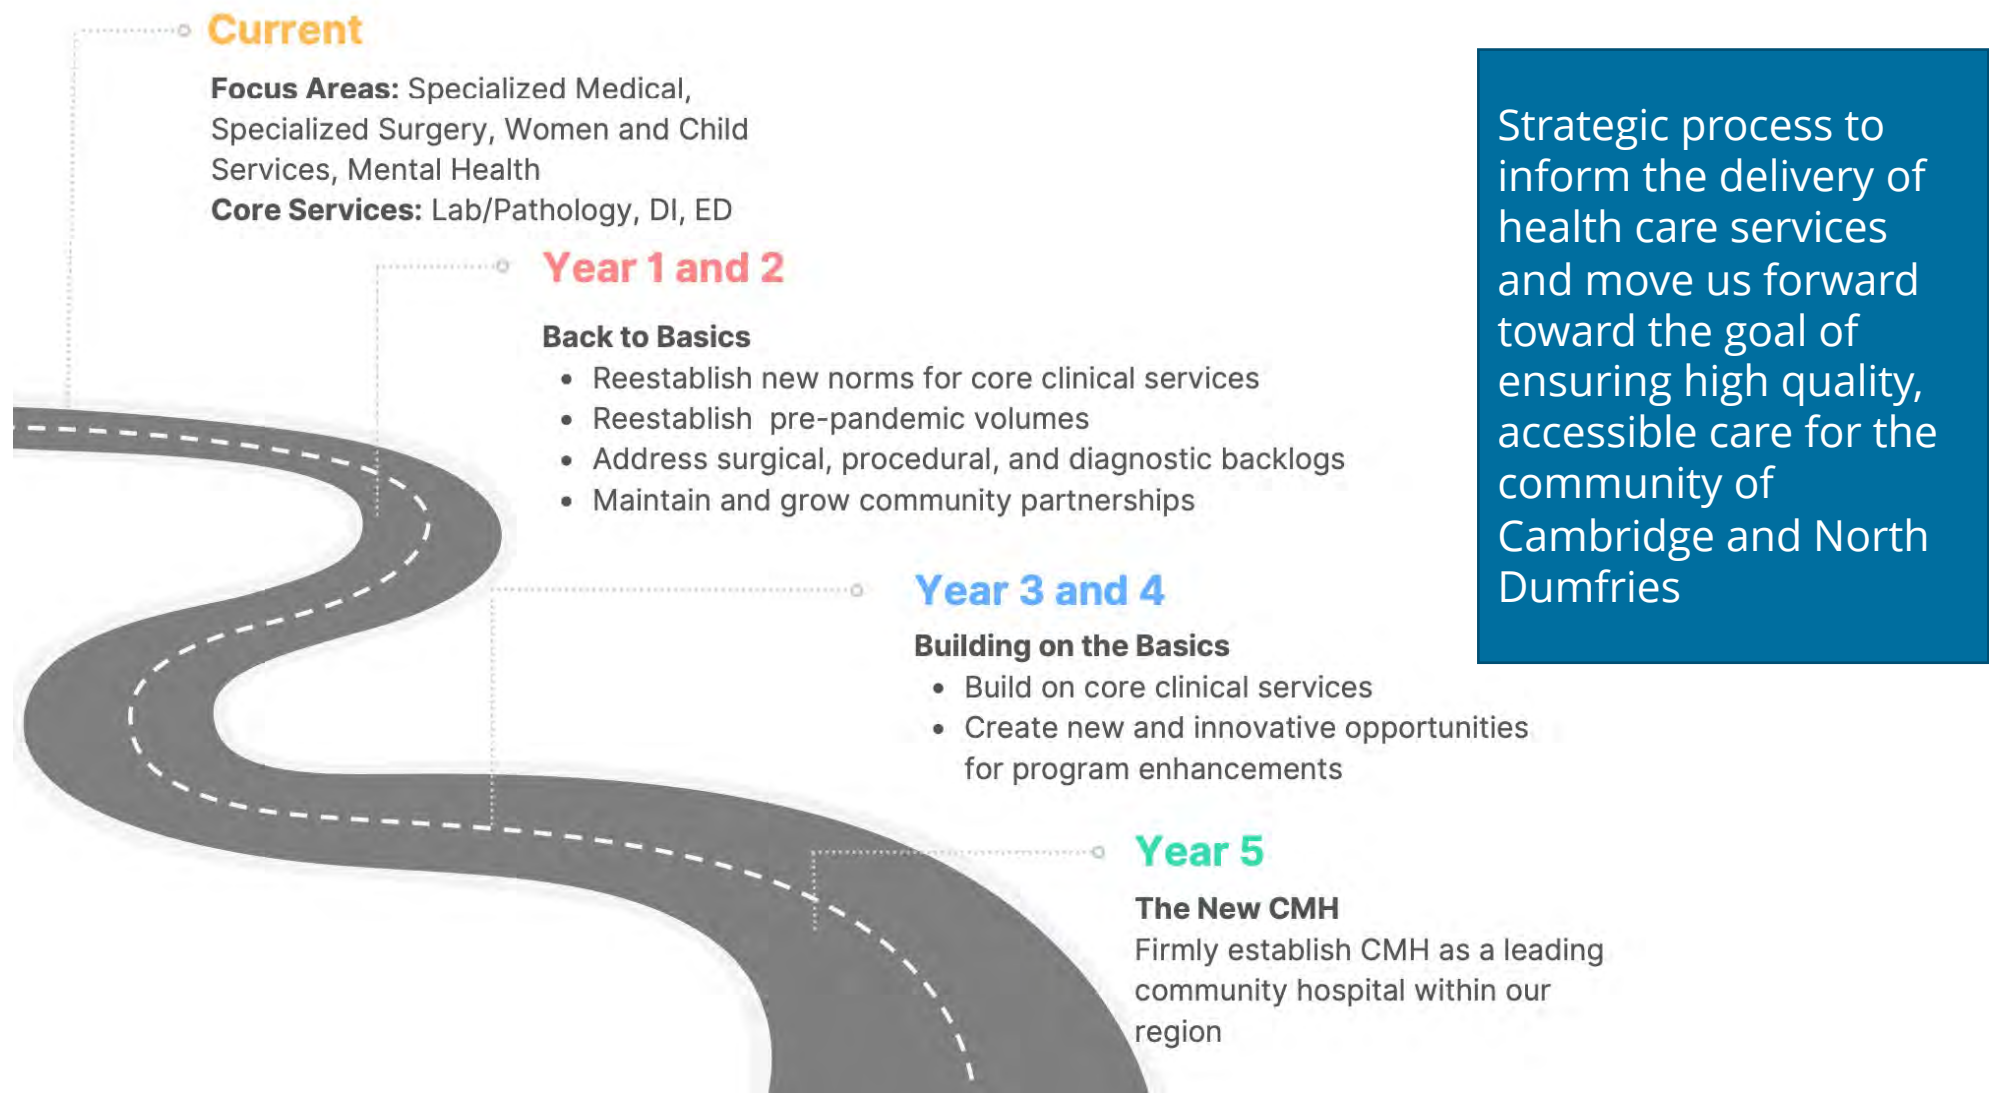 Current
Focus Areas: Specialized Medical,
Specialized Surgery, Women and Child
Services, Mental Health
Core Services: Lab/Pathology, DI, ED
Year 1 and 2
Back to Basics
• Reestablish new norms for core clinical services
• Reestablish  pre-pandemic volumes
• Address surgical, procedural, and diagnostic backlogs
• Maintain and grow community partnerships
Year 3 and 4
Building on the Basics
• Build on core clinical services
• Create new and innovative opportunities
for program enhancements
Year 5
The New CMH
Firmly establish CMH as a leading
community hospital within our
region
Strategic process to
inform the delivery of
health care services
and move us forward
toward the goal of
ensuring high quality,
accessible care for the
community of
Cambridge and North
Dumfries